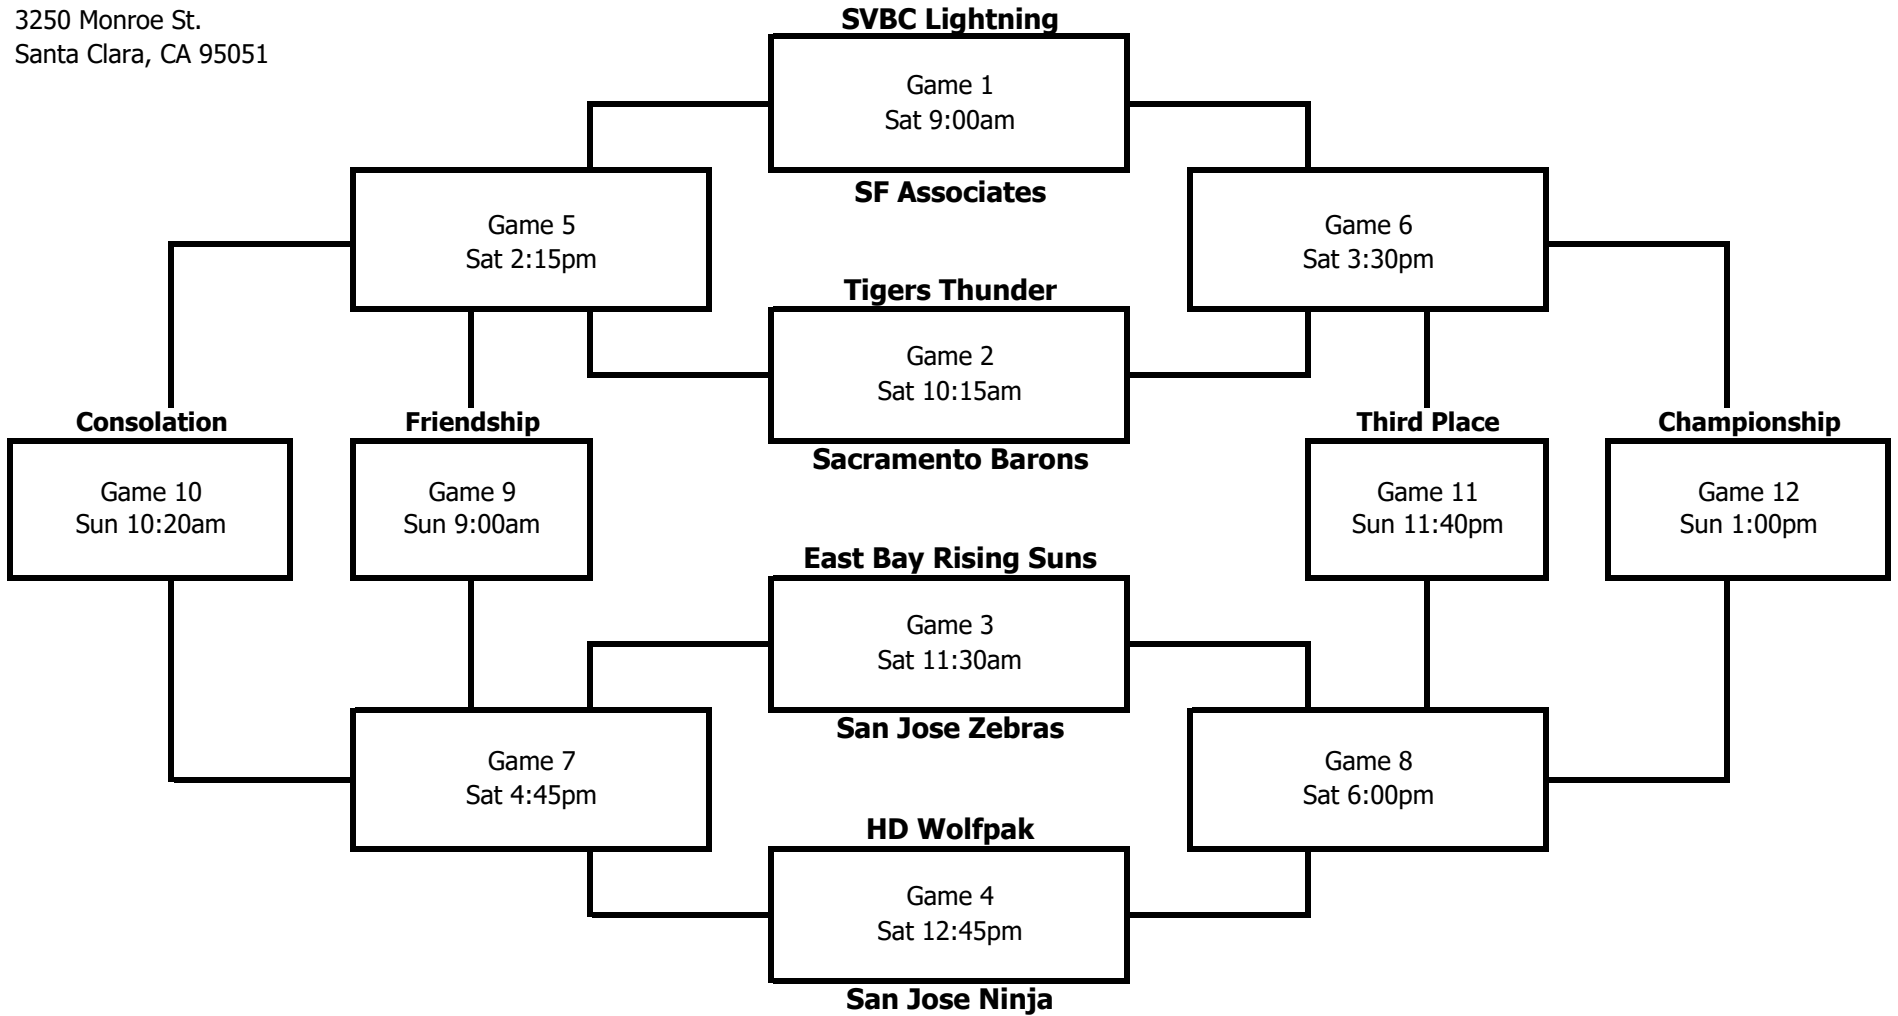 3250 Monroe St.
Santa Clara, CA 95051
SVBC Lightning
Game 1
Sat 9:00am
SF Associates
Game 5
Sat 2:15pm
Game 6
Sat 3:30pm
Tigers Thunder
Game 2
Sat 10:15am
Sacramento Barons
Consolation
Friendship
Third Place
Championship
Game 10
Sun 10:20am
Game 9
Sun 9:00am
Game 11
Sun 11:40pm
Game 12
Sun 1:00pm
East Bay Rising Suns
Game 3
Sat 11:30am
San Jose Zebras
Game 7
Sat 4:45pm
Game 8
Sat 6:00pm
HD Wolfpak
Game 4
Sat 12:45pm
San Jose Ninja